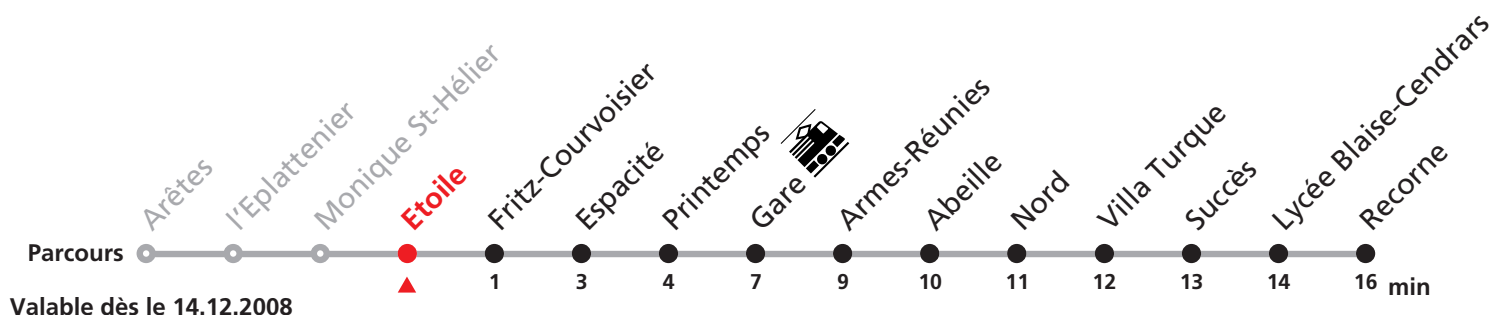 Arêtes
l'Eplattenier
Monique St-Hélier
Etoile
Fritz-Courvoisier
Espacité
Printemps
Gare
Armes-Réunies
Abeille
Nord
Villa Turque
Succès
Lycée Blaise-Cendrars
Recorne
Parcours
1 3 4 7 9 10 11 12 13 14 16 min
Valable dès le 14.12.2008